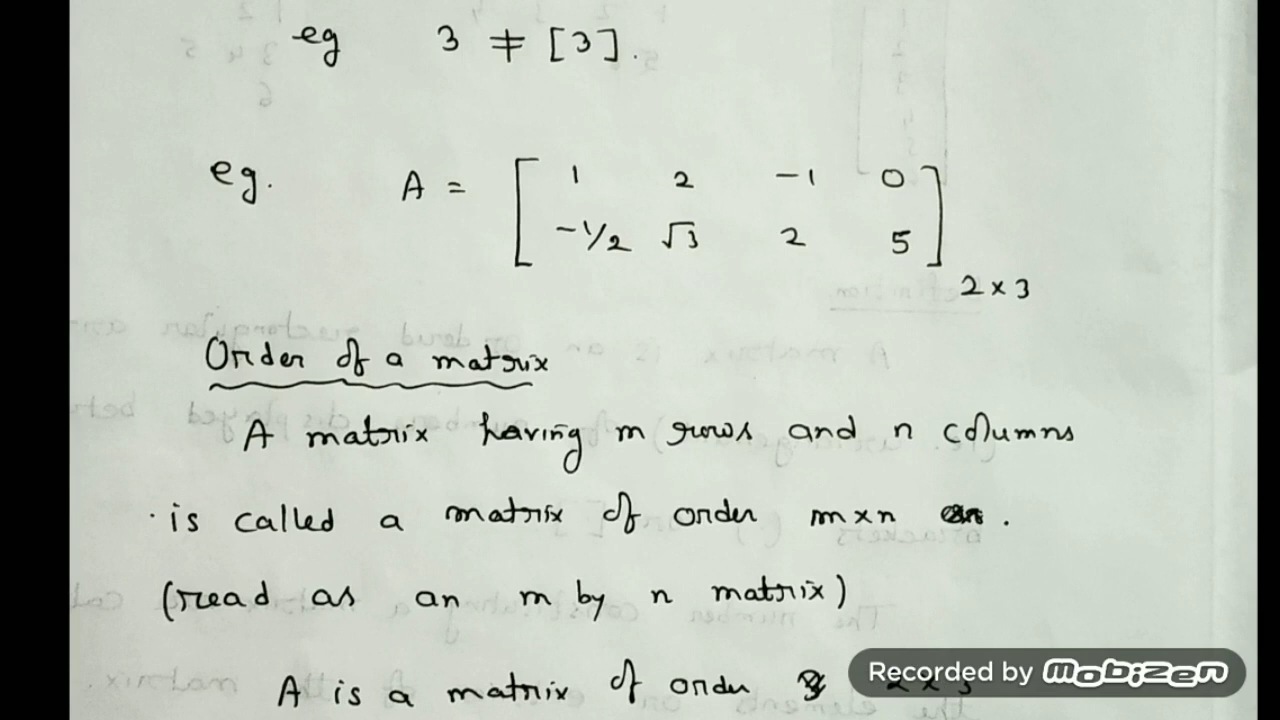 eg 3 ≠ [3].
eg. A = [ 1 2 -1 0
-1/2 √3 2 5 ] 2 x 3
Order of a matrix
A matrix having m rows and n columns
is called a matrix of order m x n .
(read as an m by n matrix)
A is a matrix of order 2 x 3
Recorded by mobizen